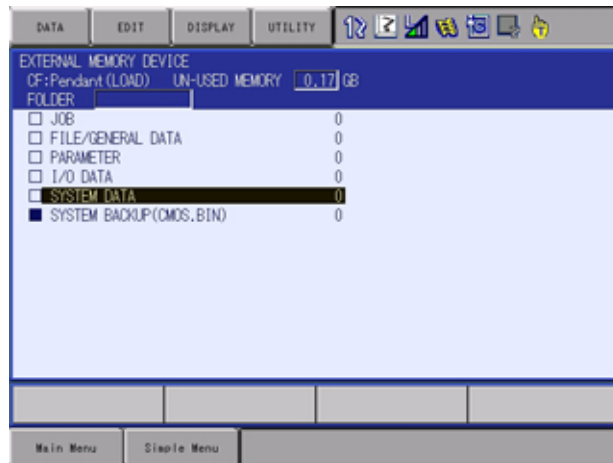 DATA EDIT DISPLAY UTILITY
EXTERNAL MEMORY DEVICE
CF:Pendant(LOAD) UN-USED MEMORY 0.17 GB
FOLDER
JOB 0
FILE/GENERAL DATA 0
PARAMETER 0
I/O DATA 0
SYSTEM DATA 0
SYSTEM BACKUP(CMOS.BIN) 0
Main Menu Simple Menu